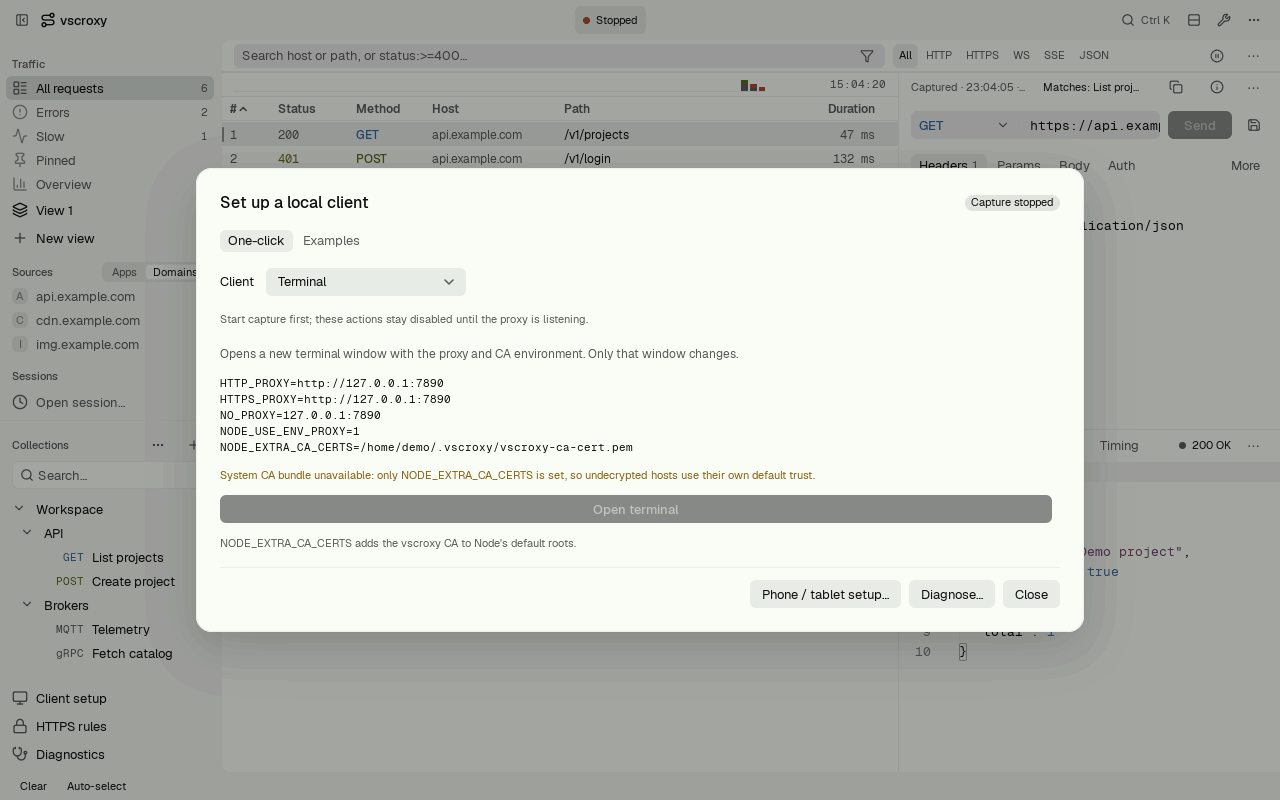 vscroxy
Stopped
Ctrl K
Traffic
All requests 6
Errors 2
Slow 1
Pinned
Overview
View 1
New view
Sources Apps Domains
A api.example.com
C cdn.example.com
I img.example.com
Sessions
Open session…
Collections
Search…
Workspace
API
GET List projects
POST Create project
Brokers
MQTT Telemetry
gRPC Fetch catalog
Client setup
HTTPS rules
Diagnostics
Clear Auto-select
Search host or path, or status:>=400…
All HTTP HTTPS WS SSE JSON
15:04:20
# Status Method Host Path Duration
1 200 GET api.example.com /v1/projects 47 ms
2 401 POST api.example.com /v1/login 132 ms
Captured · 23:04:05 ·… Matches: List proj…
GET https://api.examp Send
Headers 1 Params Body Auth More
lication/json
Timing 200 OK
Demo project",
true
9 "total": 1
10 }
Set up a local client
Capture stopped
One-click Examples
Client Terminal
Start capture first; these actions stay disabled until the proxy is listening.
Opens a new terminal window with the proxy and CA environment. Only that window changes.
HTTP_PROXY=http://127.0.0.1:7890
HTTPS_PROXY=http://127.0.0.1:7890
NO_PROXY=127.0.0.1:7890
NODE_USE_ENV_PROXY=1
NODE_EXTRA_CA_CERTS=/home/demo/.vscroxy/vscroxy-ca-cert.pem
System CA bundle unavailable: only NODE_EXTRA_CA_CERTS is set, so undecrypted hosts use their own default trust.
Open terminal
NODE_EXTRA_CA_CERTS adds the vscroxy CA to Node's default roots.
Phone / tablet setup… Diagnose… Close